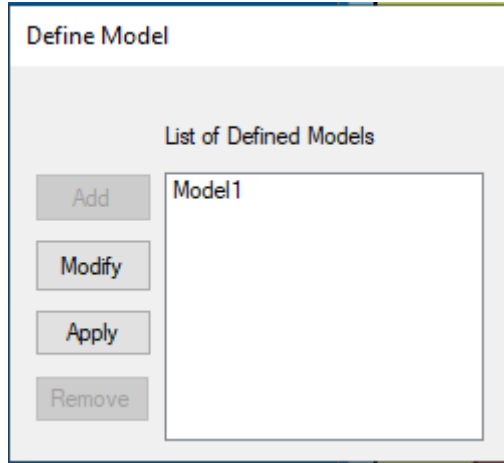 Define Model
List of Defined Models
Add
Model1
Modify
Apply
Remove